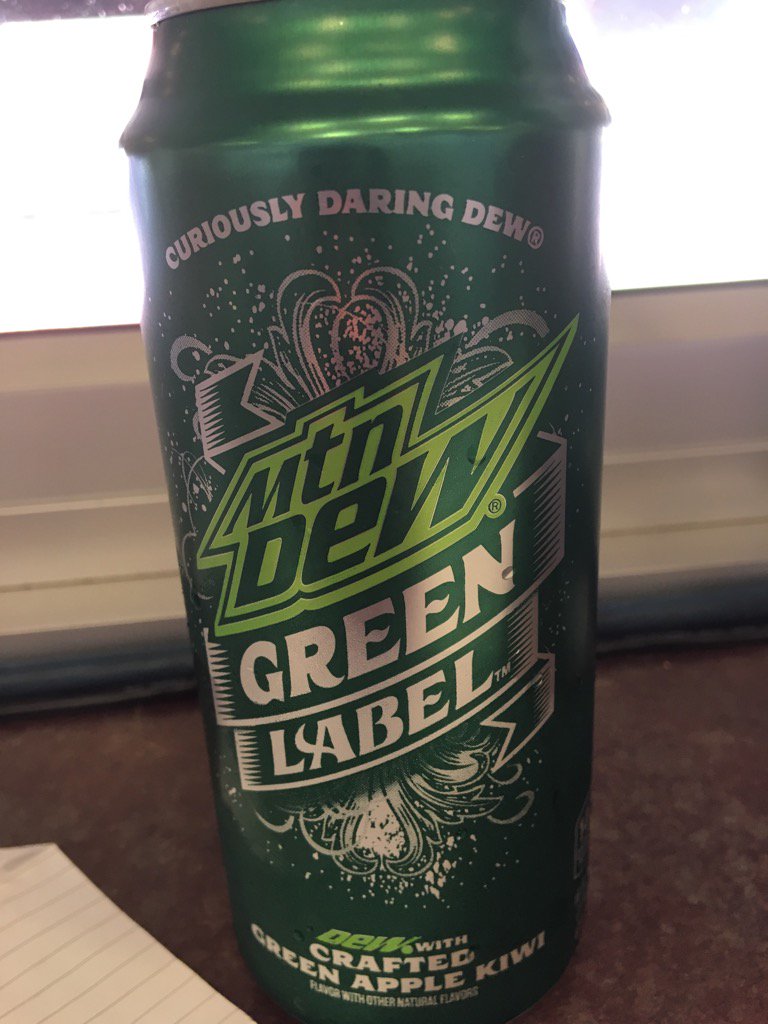 CURIOUSLY DARING DEW®
Mtn
DEW®
GREEN
LABEL™
DEW. WITH
CRAFTED
GREEN APPLE KIWI
FLAVOR WITH OTHER NATURAL FLAVORS